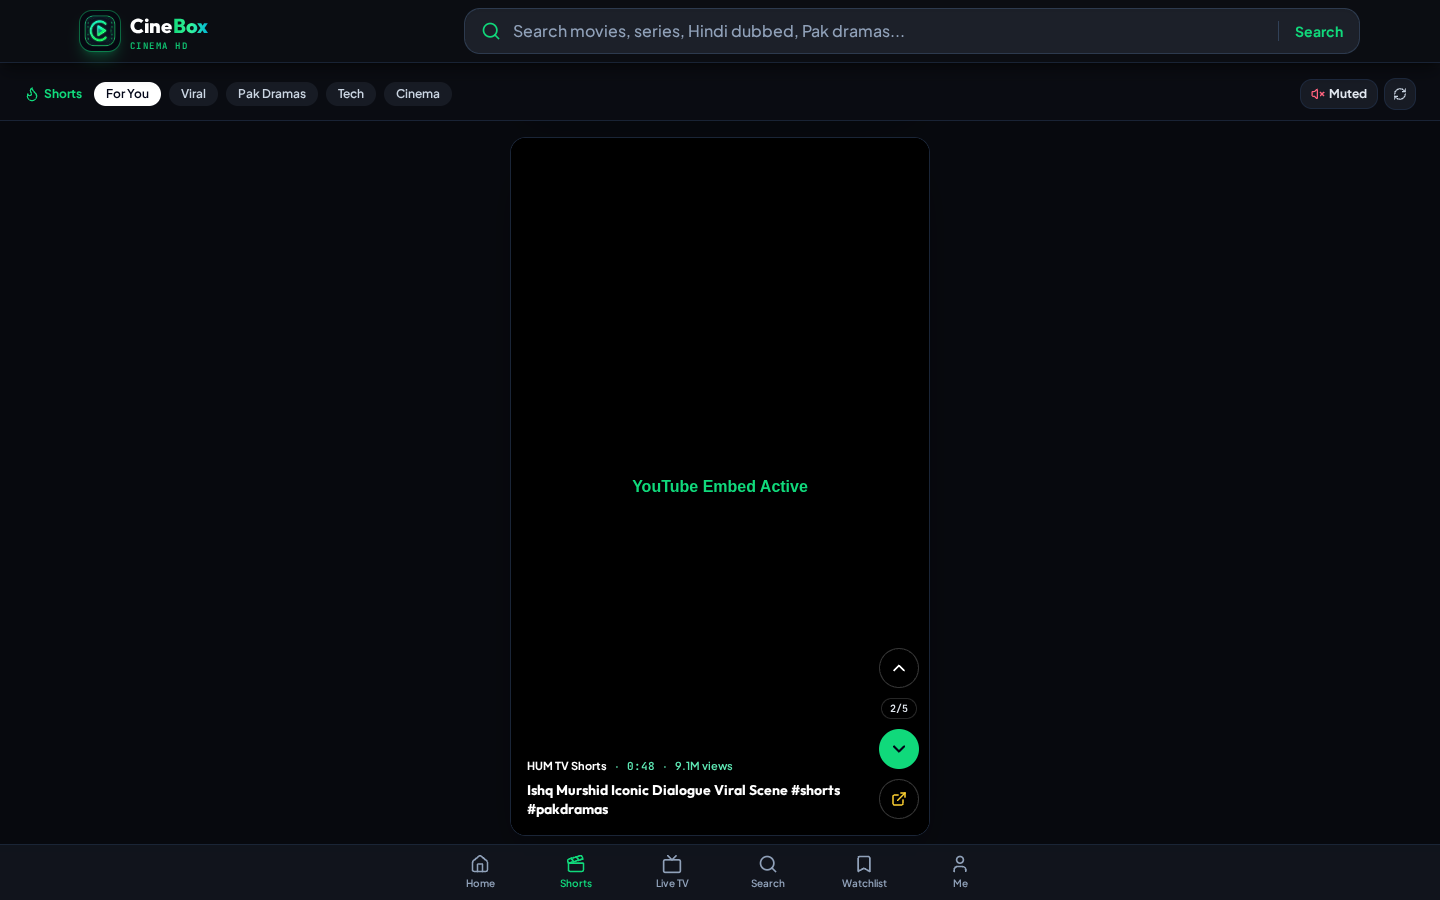 CineBox
CINEMA HD
Search movies, series, Hindi dubbed, Pak dramas...
Search
Shorts
For You
Viral
Pak Dramas
Tech
Cinema
Muted
YouTube Embed Active
2/5
HUM TV Shorts · 0:48 · 9.1M views
Ishq Murshid Iconic Dialogue Viral Scene #shorts
#pakdramas
Home
Shorts
Live TV
Search
Watchlist
Me